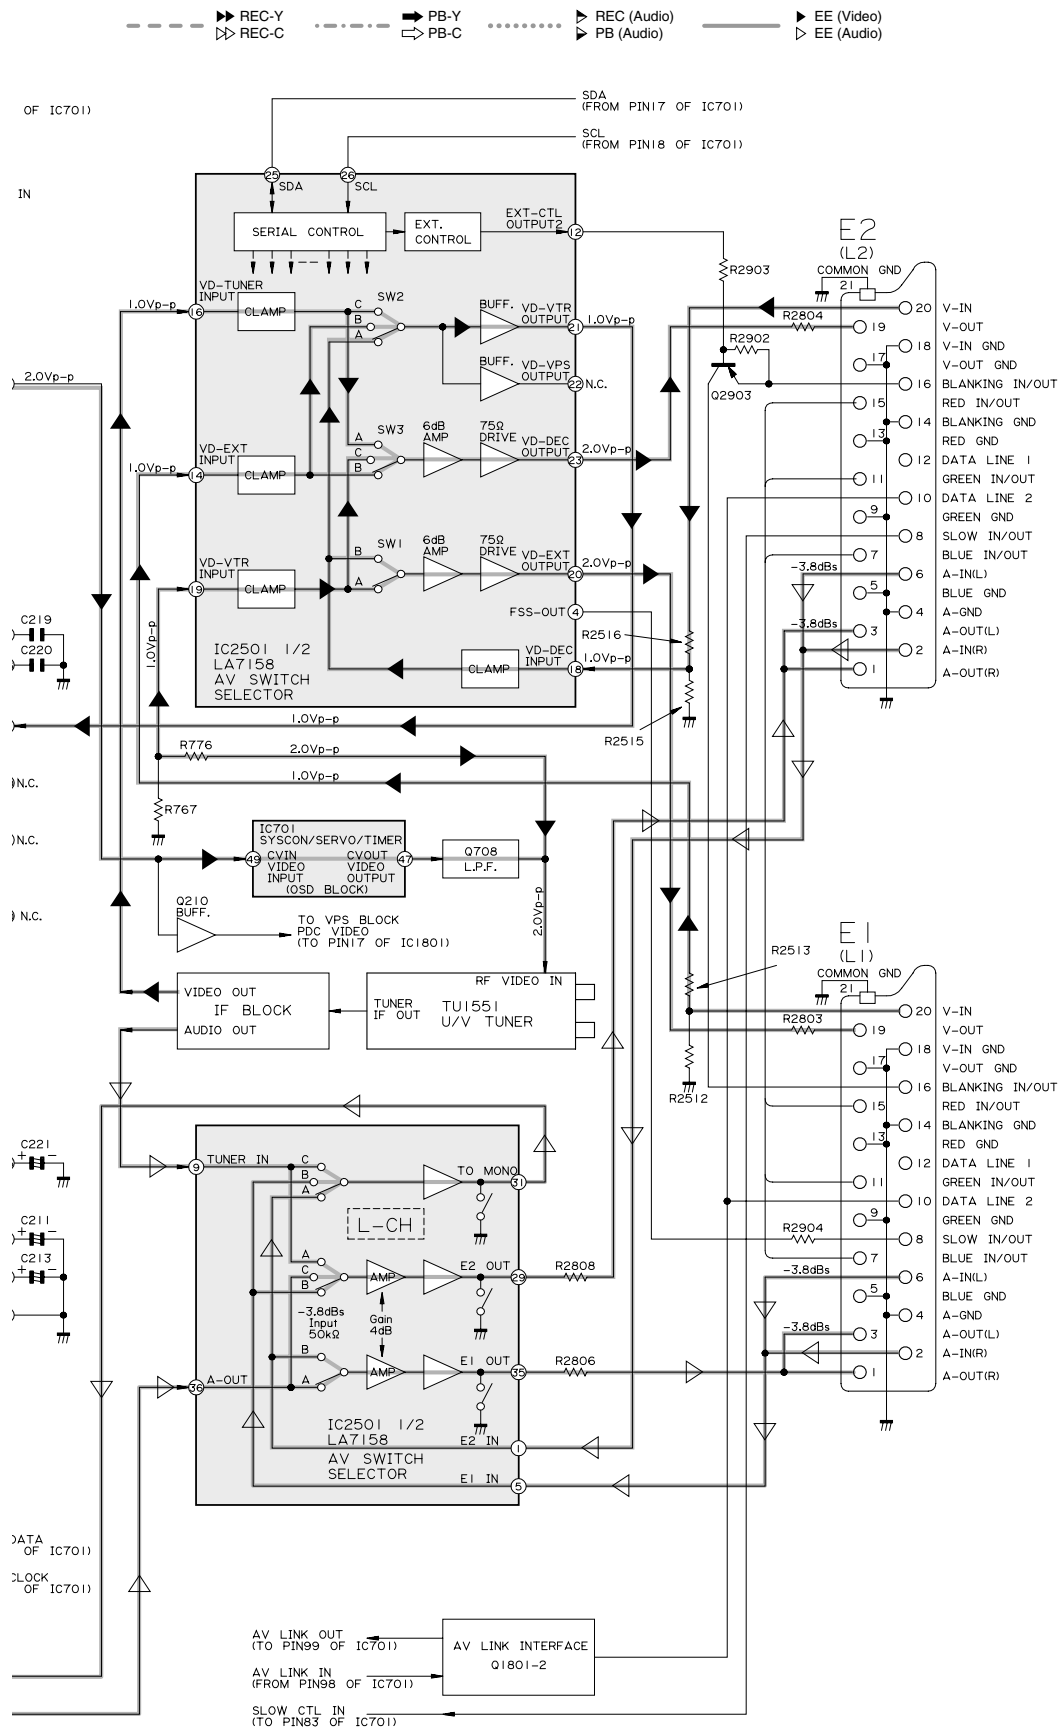 REC-Y
REC-C
PB-Y
PB-C
REC (Audio)
PB (Audio)
EE (Video)
EE (Audio)
OF IC701)
SDA
(FROM PIN17 OF IC701)
SCL
(FROM PIN18 OF IC701)
IN
25
SDA
26
SCL
SERIAL CONTROL
EXT.
CONTROL
EXT-CTL
OUTPUT2
12
VD-TUNER
INPUT
1.0Vp-p
16
CLAMP
C
B
A
SW2
BUFF.
VD-VTR
OUTPUT
21
1.0Vp-p
BUFF.
VD-VPS
OUTPUT
22
N.C.
2.0Vp-p
VD-EXT
INPUT
1.0Vp-p
14
CLAMP
A
C
B
SW3
6dB
AMP
75Ω
DRIVE
VD-DEC
OUTPUT
23
2.0Vp-p
VD-VTR
INPUT
19
CLAMP
B
A
SW1
6dB
AMP
75Ω
DRIVE
VD-EXT
OUTPUT
20
2.0Vp-p
FSS-OUT
4
1.0Vp-p
IC2501 1/2
LA7158
AV SWITCH
SELECTOR
CLAMP
VD-DEC
INPUT
18
1.0Vp-p
R2516
R2515
R2903
R2902
Q2903
R2804
E2
(L2)
COMMON GND
21
20 V-IN
19 V-OUT
18 V-IN GND
17 V-OUT GND
16 BLANKING IN/OUT
15 RED IN/OUT
14 BLANKING GND
13 RED GND
12 DATA LINE 1
11 GREEN IN/OUT
10 DATA LINE 2
9 GREEN GND
8 SLOW IN/OUT
7 BLUE IN/OUT
-3.8dBs
6 A-IN(L)
5 BLUE GND
4 A-GND
-3.8dBs
3 A-OUT(L)
2 A-IN(R)
1 A-OUT(R)
C219
C220
1.0Vp-p
R776
2.0Vp-p
1.0Vp-p
N.C.
R767
N.C.
IC701
SYSCON/SERVO/TIMER
49
CVIN
VIDEO
INPUT
CVOUT
VIDEO
OUTPUT
47
(OSD BLOCK)
Q708
L.P.F.
N.C.
Q210
BUFF.
TO VPS BLOCK
PDC VIDEO
(TO PIN17 OF IC1801)
2.0Vp-p
VIDEO OUT
IF BLOCK
AUDIO OUT
TUNER
IF OUT
RF VIDEO IN
TU1551
U/V TUNER
R2513
R2512
R2803
E1
(L1)
COMMON GND
21
20 V-IN
19 V-OUT
18 V-IN GND
17 V-OUT GND
16 BLANKING IN/OUT
15 RED IN/OUT
14 BLANKING GND
13 RED GND
12 DATA LINE 1
11 GREEN IN/OUT
10 DATA LINE 2
9 GREEN GND
R2904
8 SLOW IN/OUT
7 BLUE IN/OUT
-3.8dBs
6 A-IN(L)
5 BLUE GND
4 A-GND
-3.8dBs
3 A-OUT(L)
2 A-IN(R)
1 A-OUT(R)
C221
+ -
C211
+ -
C213
+ -
9
TUNER IN
C
B
A
TO MONO
31
L-CH
A
C
B
AMP
E2 OUT
29
R2808
-3.8dBs
Input
50kΩ
Gain
4dB
B
A
AMP
E1 OUT
35
R2806
36
A-OUT
IC2501 1/2
LA7158
AV SWITCH
SELECTOR
E2 IN
1
E1 IN
5
DATA
OF IC701)
CLOCK
OF IC701)
AV LINK OUT
(TO PIN99 OF IC701)
AV LINK IN
(FROM PIN98 OF IC701)
AV LINK INTERFACE
Q1801-2
SLOW CTL IN
(TO PIN83 OF IC701)